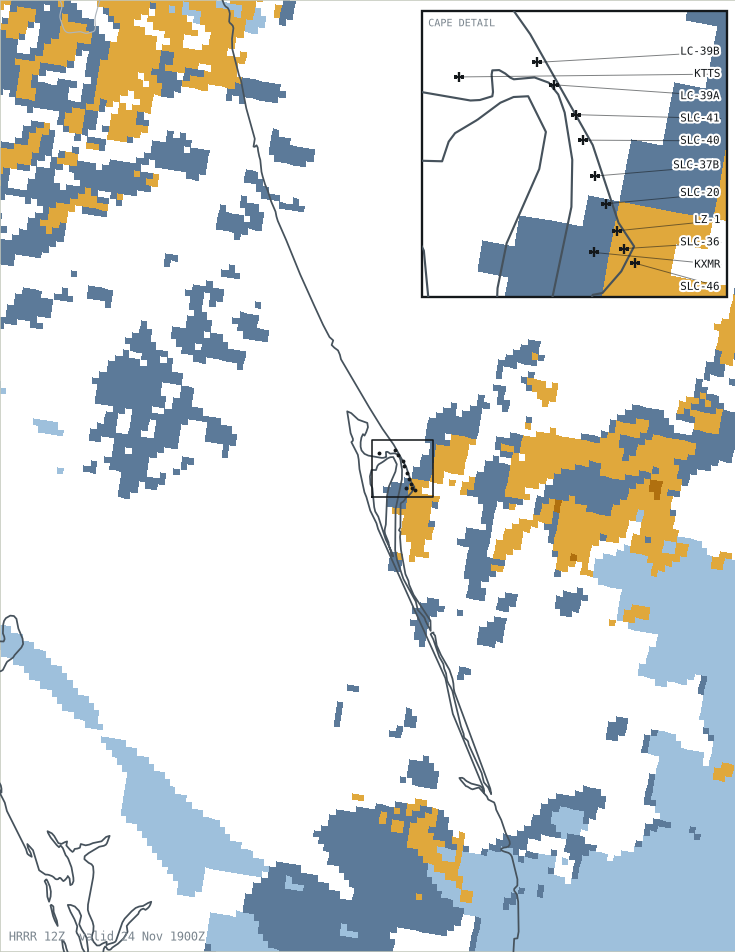 CAPE DETAIL
LC-39B
KTTS
LC-39A
SLC-41
SLC-40
SLC-37B
SLC-20
LZ-1
SLC-36
KXMR
SLC-46
HRRR 12Z valid 24 Nov 1900Z